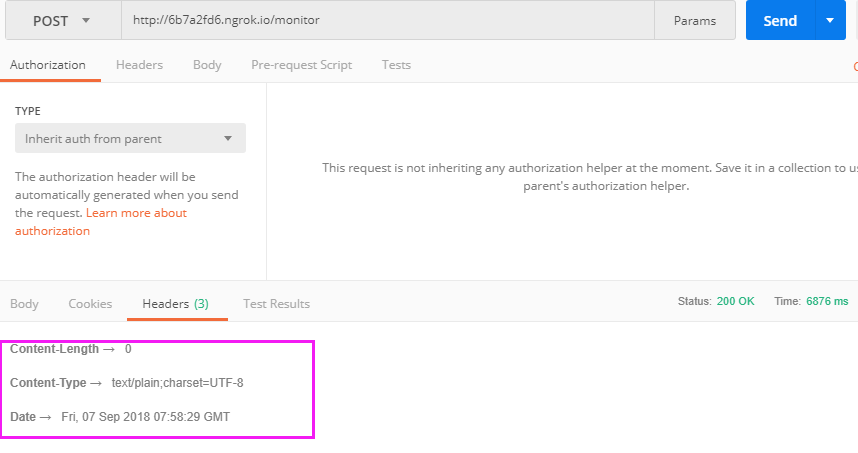 POST http://6b7a2fd6.ngrok.io/monitor Params Send
Authorization Headers Body Pre-request Script Tests
TYPE
Inherit auth from parent
The authorization header will be
automatically generated when you send
the request. Learn more about
authorization
This request is not inheriting any authorization helper at the moment. Save it in a collection to
parent's authorization helper.
Body Cookies Headers (3) Test Results Status: 200 OK Time: 6876 ms
Content-Length → 0
Content-Type → text/plain;charset=UTF-8
Date → Fri, 07 Sep 2018 07:58:29 GMT